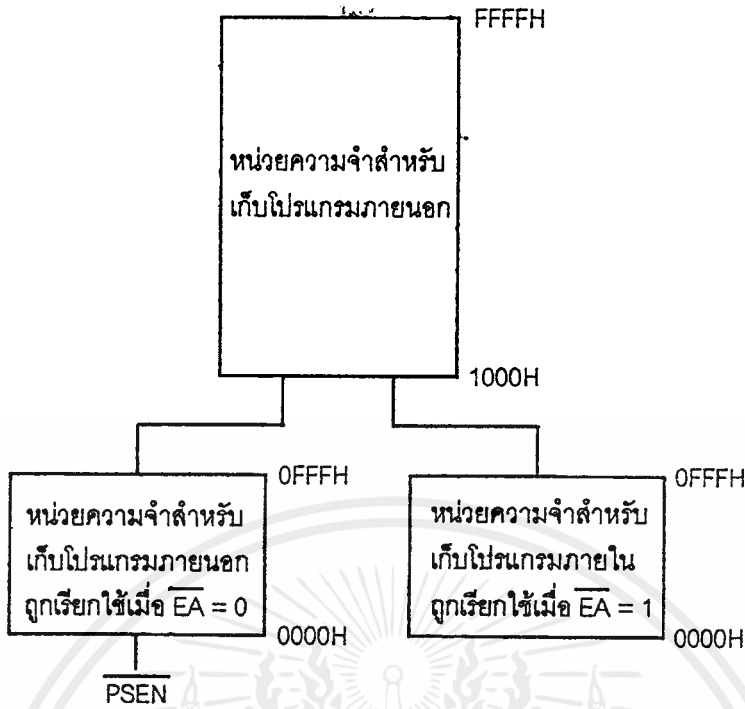 FFFFH
หน่วยความจำสำหรับ
เก็บโปรแกรมภายนอก
1000H
0FFFH
หน่วยความจำสำหรับ
เก็บโปรแกรมภายนอก
ถูกเรียกใช้เมื่อ E̅A̅ = 0
0000H
P̅S̅E̅N̅
0FFFH
หน่วยความจำสำหรับ
เก็บโปรแกรมภายใน
ถูกเรียกใช้เมื่อ E̅A̅ = 1
0000H